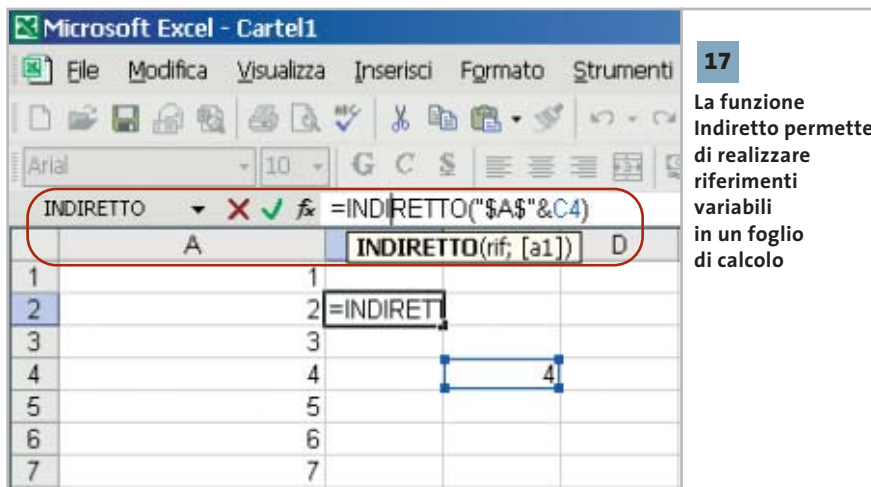 Microsoft Excel - Cartel1
File Modifica Visualizza Inserisci Formato Strumenti
Arial 10 G C S
INDIRETTO =INDIRETTO("$A$"&C4)
A INDIRETTO(rif; [a1]) D
1 1
2 2 =INDIRETT
3 3
4 4 4
5 5
6 6
7 7
17
La funzione
Indiretto permette
di realizzare
riferimenti
variabili
in un foglio
di calcolo